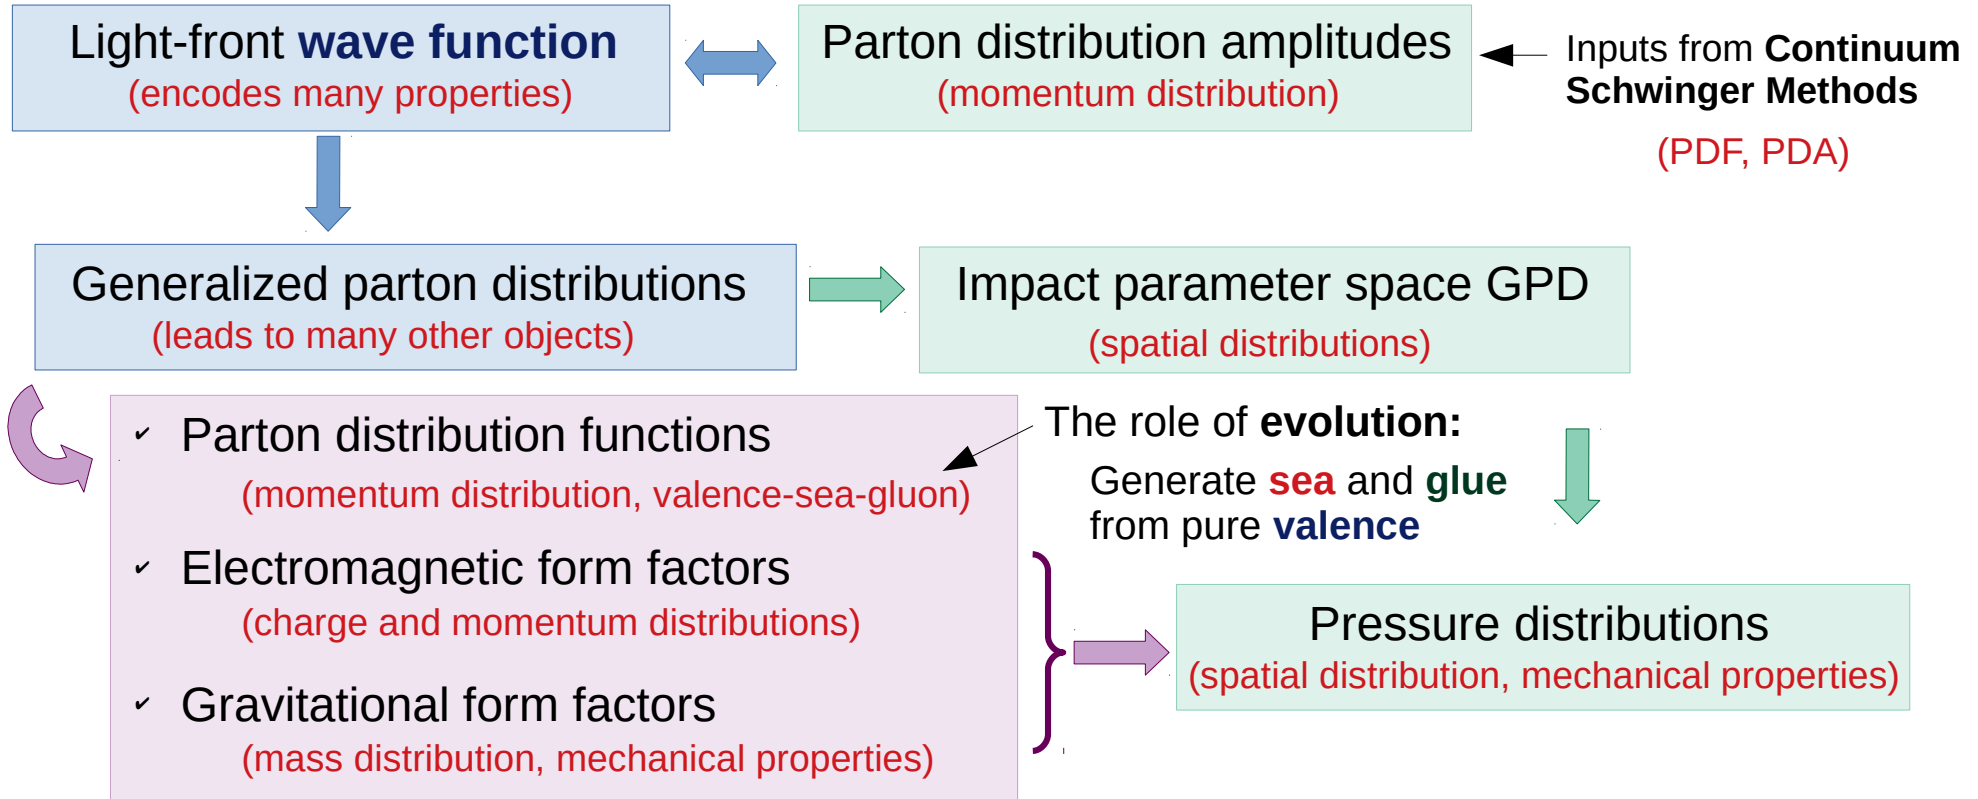 Light-front wave function
(encodes many properties)
Parton distribution amplitudes
(momentum distribution)
Inputs from Continuum
Schwinger Methods
(PDF, PDA)
Generalized parton distributions
(leads to many other objects)
Impact parameter space GPD
(spatial distributions)
✔ Parton distribution functions
(momentum distribution, valence-sea-gluon)
✔ Electromagnetic form factors
(charge and momentum distributions)
✔ Gravitational form factors
(mass distribution, mechanical properties)
The role of evolution:
Generate sea and glue
from pure valence
Pressure distributions
(spatial distribution, mechanical properties)